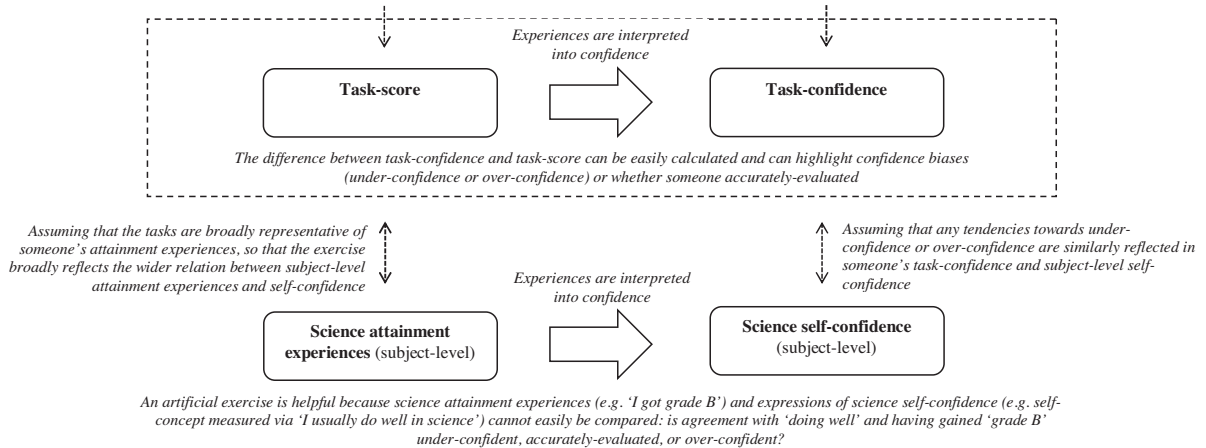 Experiences are interpreted
into confidence
Task-score
Task-confidence
The difference between task-confidence and task-score can be easily calculated and can highlight confidence biases
(under-confidence or over-confidence) or whether someone accurately-evaluated
Assuming that the tasks are broadly representative of
someone’s attainment experiences, so that the exercise
broadly reflects the wider relation between subject-level
attainment experiences and self-confidence
Assuming that any tendencies towards under-
confidence or over-confidence are similarly reflected in
someone’s task-confidence and subject-level self-
confidence
Experiences are interpreted
into confidence
Science attainment
experiences (subject-level)
Science self-confidence
(subject-level)
An artificial exercise is helpful because science attainment experiences (e.g. ‘I got grade B’) and expressions of science self-confidence (e.g. self-
concept measured via ‘I usually do well in science’) cannot easily be compared: is agreement with ‘doing well’ and having gained ‘grade B’
under-confident, accurately-evaluated, or over-confident?